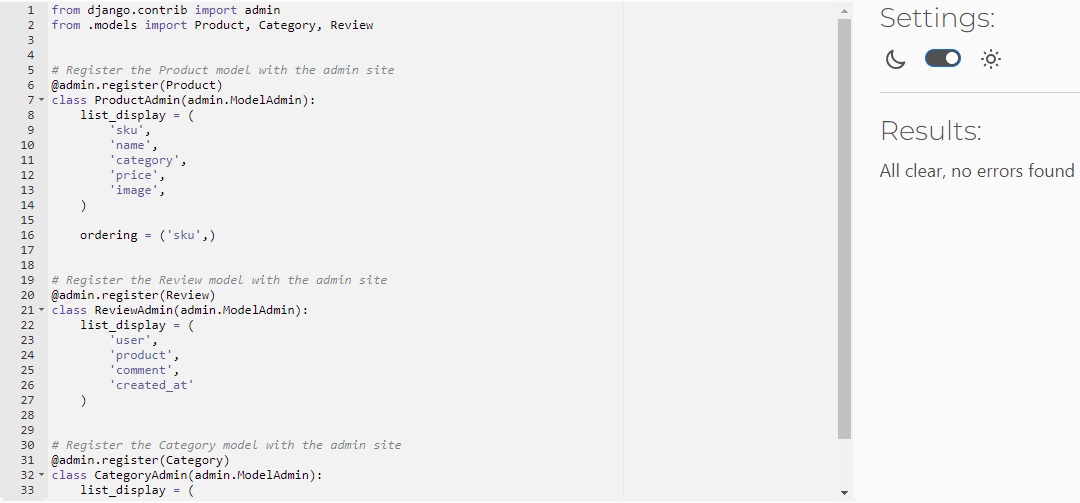 1 from django.contrib import admin
2 from .models import Product, Category, Review
3
4
5 # Register the Product model with the admin site
6 @admin.register(Product)
7 class ProductAdmin(admin.ModelAdmin):
8     list_display = (
9         'sku',
10         'name',
11         'category',
12         'price',
13         'image',
14     )
15
16     ordering = ('sku',)
17
18
19 # Register the Review model with the admin site
20 @admin.register(Review)
21 class ReviewAdmin(admin.ModelAdmin):
22     list_display = (
23         'user',
24         'product',
25         'comment',
26         'created_at'
27     )
28
29
30 # Register the Category model with the admin site
31 @admin.register(Category)
32 class CategoryAdmin(admin.ModelAdmin):
33     list_display = (
Settings:
Results:
All clear, no errors found